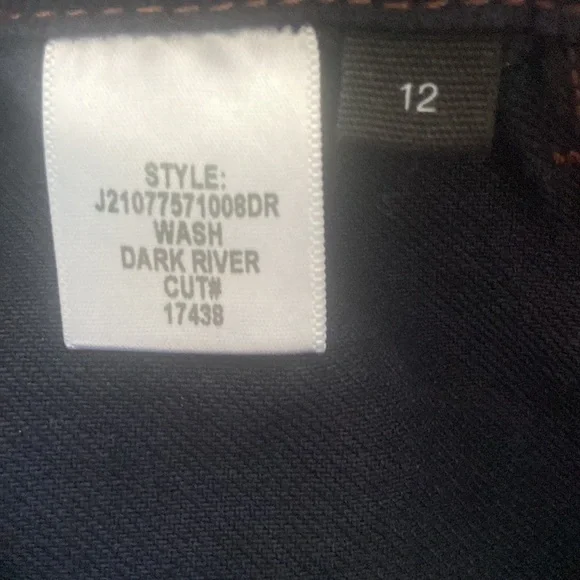 STYLE:
J21077571008DR
WASH
DARK RIVER
CUT#
17438
12